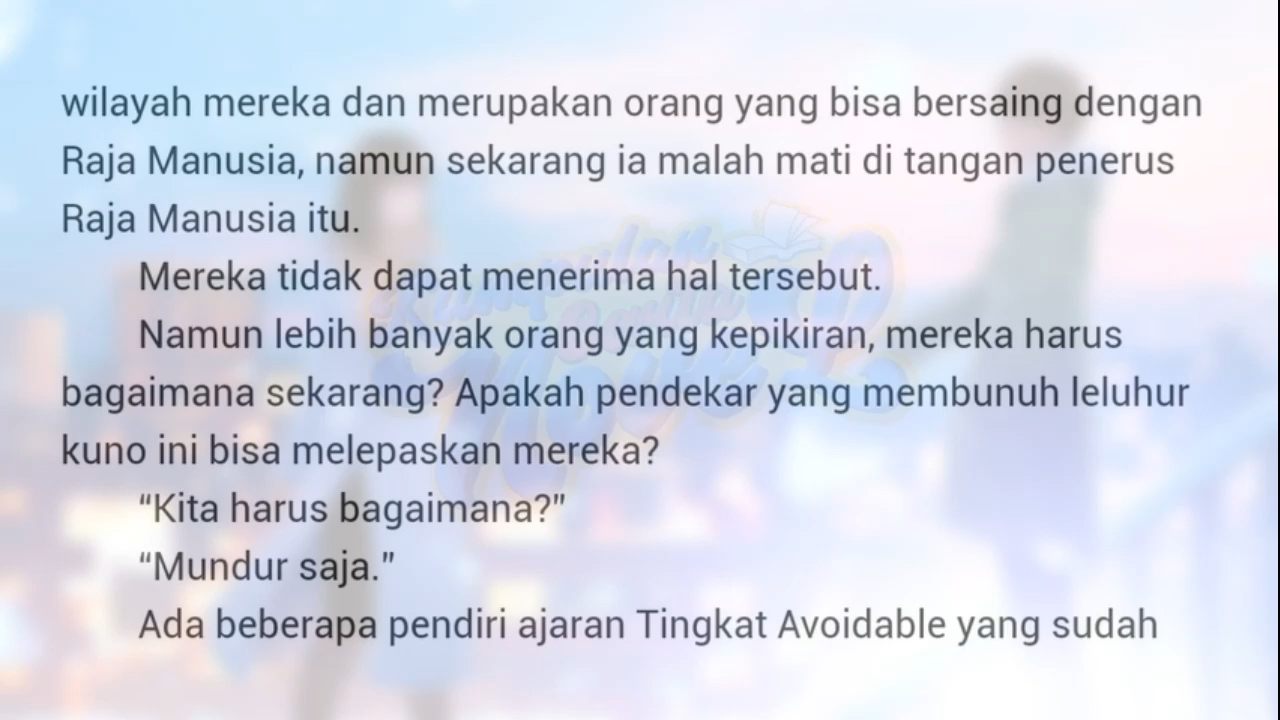 wilayah mereka dan merupakan orang yang bisa bersaing dengan
Raja Manusia, namun sekarang ia malah mati di tangan penerus
Raja Manusia itu.
Mereka tidak dapat menerima hal tersebut.
Namun lebih banyak orang yang kepikiran, mereka harus
bagaimana sekarang? Apakah pendekar yang membunuh leluhur
kuno ini bisa melepaskan mereka?
“Kita harus bagaimana?”
“Mundur saja.”
Ada beberapa pendiri ajaran Tingkat Avoidable yang sudah